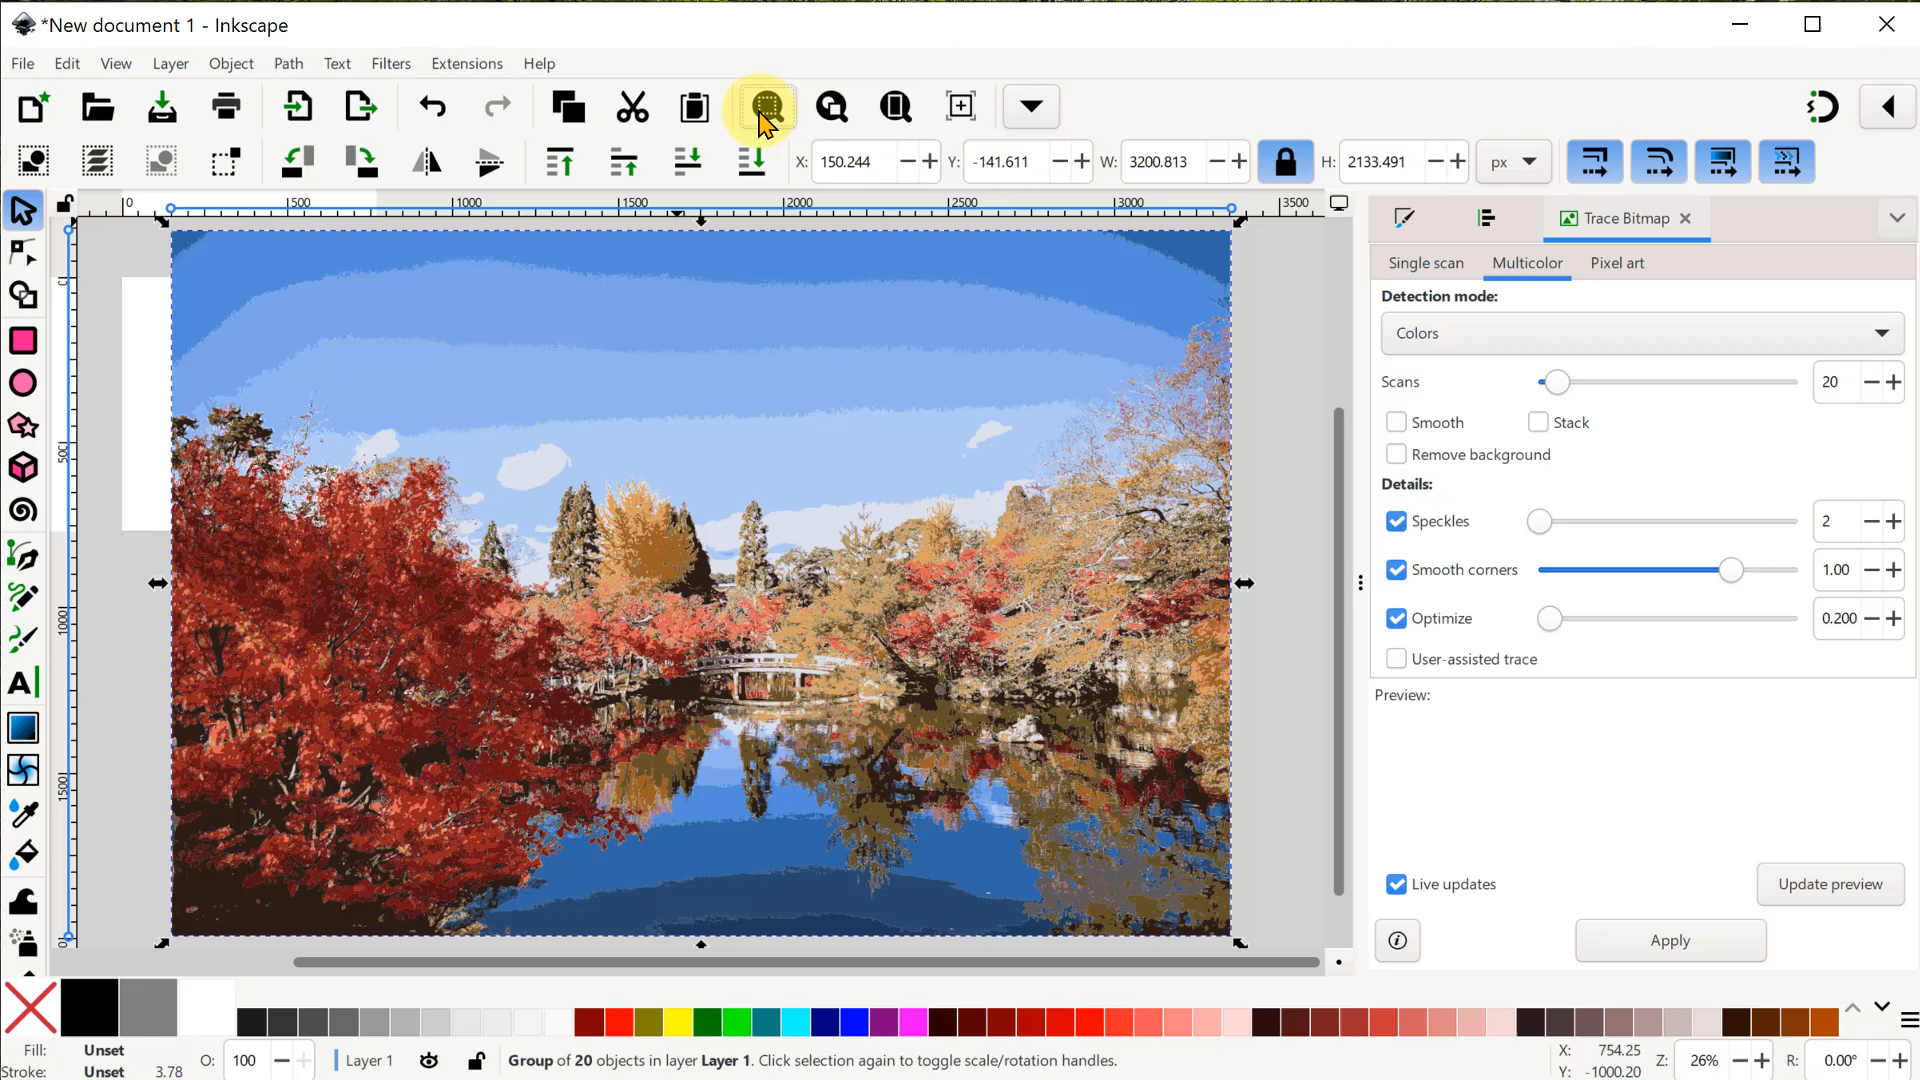 *New document 1 - Inkscape
File Edit View Layer Object Path Text Filters Extensions Help
X: 150.244 Y: -141.611 W: 3200.813 H: 2133.491 px
0 500 1000 1500 2000 2500 3000 3500
Trace Bitmap
Single scan Multicolor Pixel art
Detection mode:
Colors
Scans 20
Smooth Stack
Remove background
Details:
Speckles 2
Smooth corners 1.00
Optimize 0.200
User-assisted trace
Preview:
0
500
1000
1500
Live updates Update preview
Apply
Fill: Unset
Stroke: Unset 3.78
O: 100 Layer 1 Group of 20 objects in layer Layer 1. Click selection again to toggle scale/rotation handles.
X: 754.25
Y: -1000.20
Z: 26% R: 0.00°